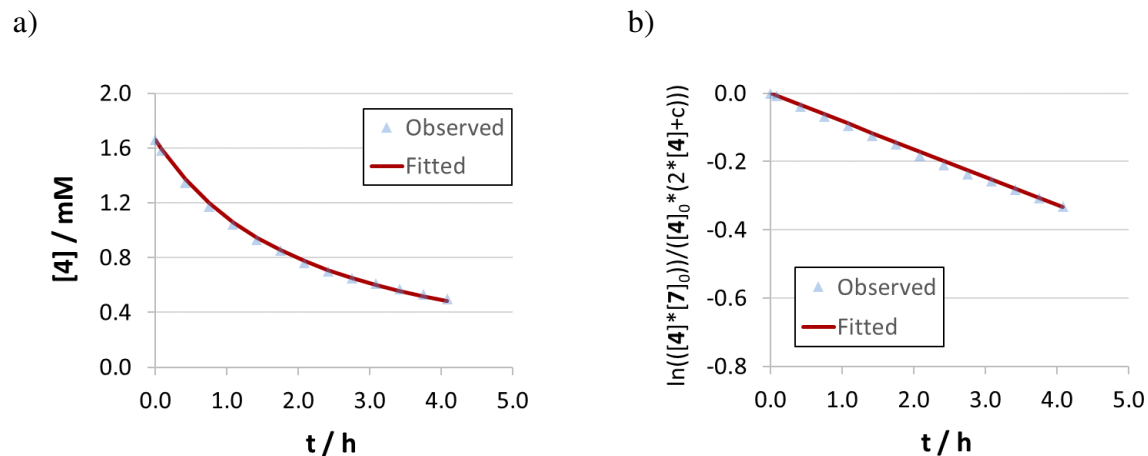 a)
b)
[4] / mM
2.0
1.6
1.2
0.8
0.4
0.0
Observed
Fitted
0.0 1.0 2.0 3.0 4.0 5.0
t / h
ln(([4]*[7]₀))/([4]₀*(2*[4]+c)))
0.0
-0.2
-0.4
-0.6
-0.8
Observed
Fitted
0.0 1.0 2.0 3.0 4.0 5.0
t / h